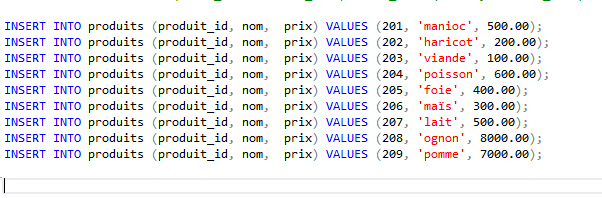 INSERT INTO produits (produit_id, nom,  prix) VALUES (201, 'manioc', 500.00);
INSERT INTO produits (produit_id, nom,  prix) VALUES (202, 'haricot', 200.00);
INSERT INTO produits (produit_id, nom,  prix) VALUES (203, 'viande', 100.00);
INSERT INTO produits (produit_id, nom,  prix) VALUES (204, 'poisson', 600.00);
INSERT INTO produits (produit_id, nom,  prix) VALUES (205, 'foie', 400.00);
INSERT INTO produits (produit_id, nom,  prix) VALUES (206, 'maïs', 300.00);
INSERT INTO produits (produit_id, nom,  prix) VALUES (207, 'lait', 500.00);
INSERT INTO produits (produit_id, nom,  prix) VALUES (208, 'ognon', 8000.00);
INSERT INTO produits (produit_id, nom,  prix) VALUES (209, 'pomme', 7000.00);